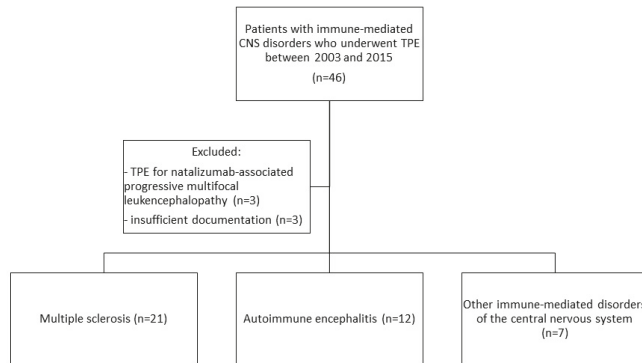 Patients with immune-mediated
CNS disorders who underwent TPE
between 2003 and 2015
(n=46)
Excluded:
- TPE for natalizumab-associated
progressive multifocal
leukencephalopathy (n=3)
- insufficient documentation (n=3)
Multiple sclerosis (n=21)
Autoimmune encephalitis (n=12)
Other immune-mediated disorders
of the central nervous system
(n=7)